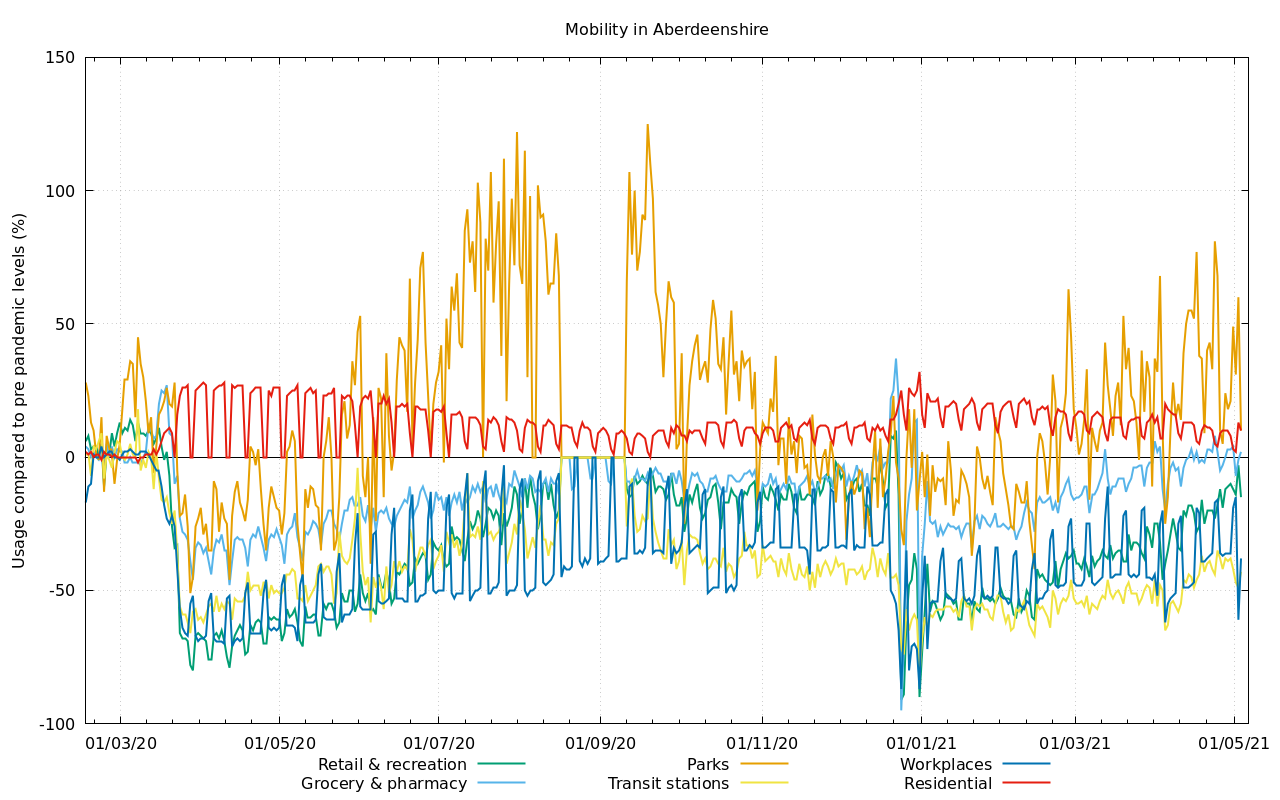 Mobility in Aberdeenshire
Usage compared to pre pandemic levels (%)
150
100
50
0
-50
-100
01/03/20 01/05/20 01/07/20 01/09/20 01/11/20 01/01/21 01/03/21 01/05/21
Retail & recreation Parks Workplaces
Grocery & pharmacy Transit stations Residential